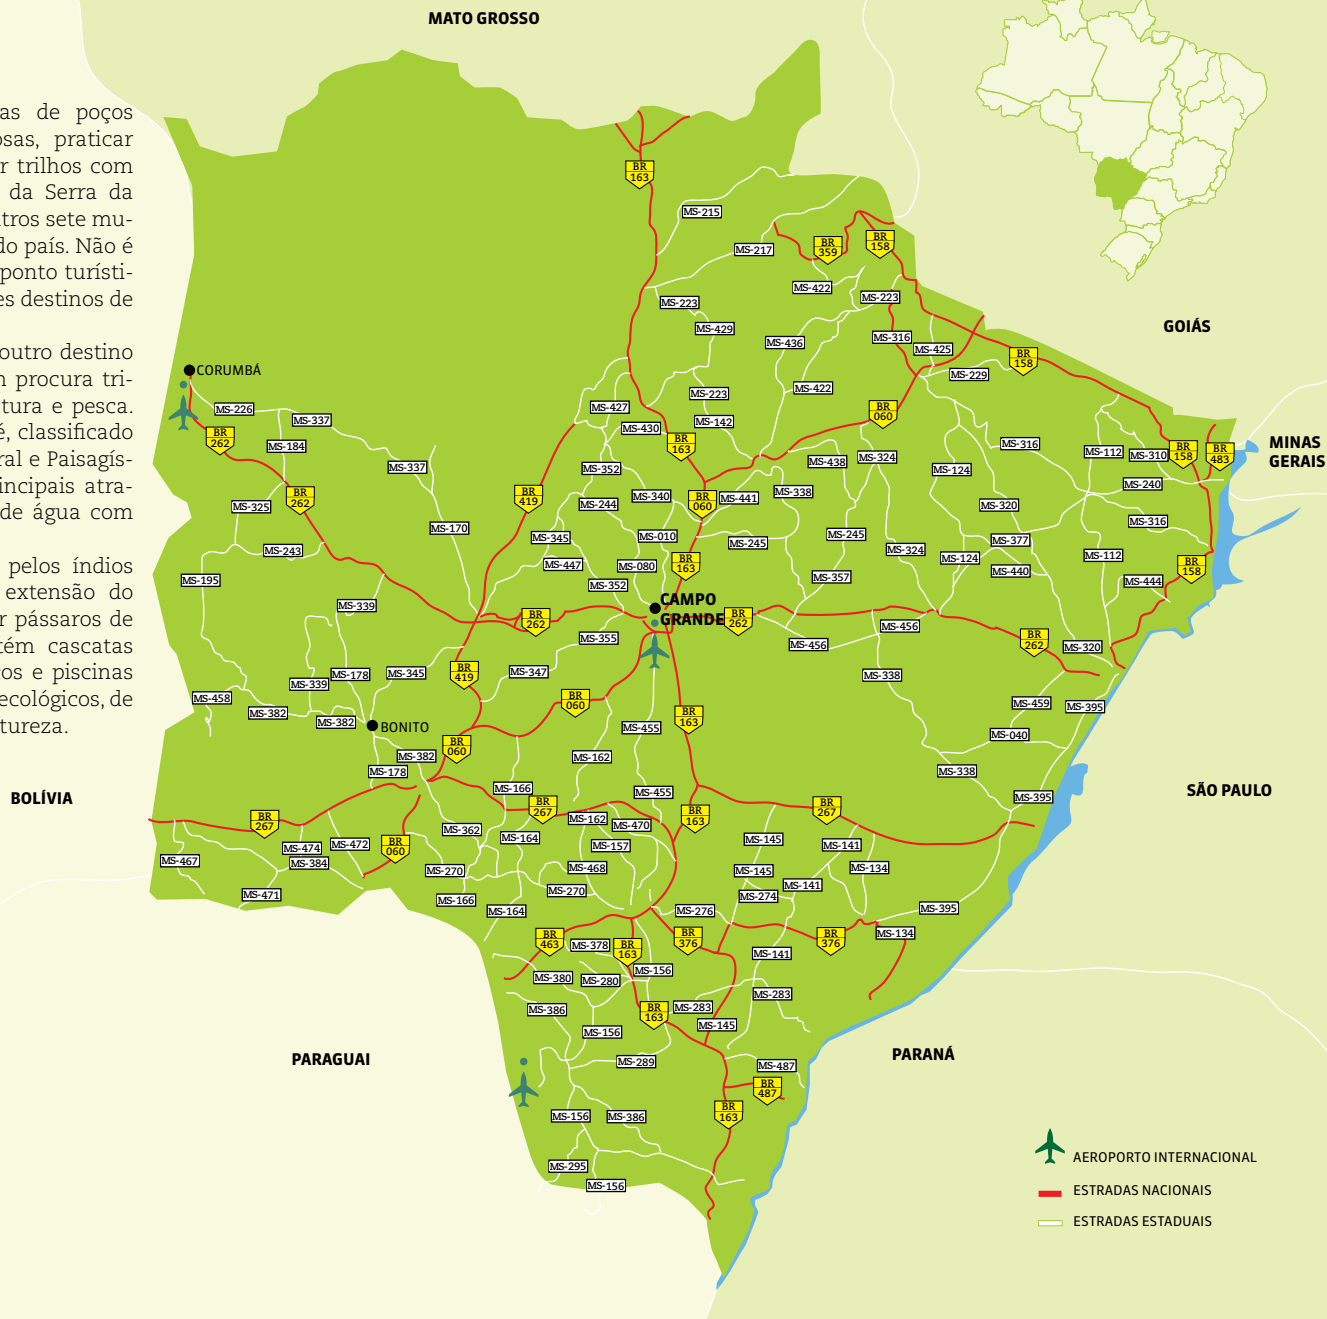 as de poços
osas, praticar
r trilhos com
da Serra da
itros sete mu-
do país. Não é
ponto turísti-
es destinos de
outro destino
n procura tri-
tura e pesca.
é, classificado
ral e Paisagís-
incipais atra-
de água com
pelos índios
extensão do
r pássaros de
tém cascatas
os e piscinas
ecológicos, de
tureza.
MATO GROSSO
GOIÁS
MINAS
GERAIS
SÃO PAULO
PARANÁ
PARAGUAI
BOLÍVIA
CORUMBÁ
CAMPO
GRANDE
BONITO
BR
163
MS-215
MS-217
BR
359
BR
158
MS-422
MS-223
MS-223
MS-429
MS-436
MS-316
MS-425
BR
158
MS-229
MS-422
MS-223
MS-427
MS-142
MS-430
BR
060
MS-226
MS-337
BR
262
MS-184
BR
163
MS-337
MS-352
MS-438
MS-324
MS-124
MS-316
MS-112
MS-310
BR
158
BR
483
MS-240
BR
262
BR
419
MS-340
BR
060
MS-441
MS-338
MS-244
MS-320
MS-325
MS-316
MS-170
MS-345
MS-010
MS-245
MS-245
MS-377
MS-243
MS-324
MS-124
MS-112
MS-447
MS-080
BR
163
MS-440
BR
158
MS-195
MS-352
MS-357
MS-444
MS-339
BR
262
BR
262
MS-456
MS-355
MS-456
BR
262
MS-320
MS-178
MS-345
BR
419
MS-347
MS-338
MS-339
MS-458
BR
060
MS-459
MS-395
MS-382
MS-382
BR
163
MS-455
MS-040
BR
060
MS-382
MS-162
MS-178
MS-338
MS-166
MS-455
MS-395
BR
267
BR
267
BR
267
MS-162
BR
163
MS-470
MS-362
MS-164
MS-145
MS-472
MS-474
BR
060
MS-157
MS-141
MS-467
MS-384
MS-468
MS-134
MS-270
MS-145
MS-141
MS-471
MS-270
MS-274
MS-166
MS-164
MS-276
MS-395
MS-134
BR
463
MS-378
BR
163
BR
376
BR
376
MS-141
MS-156
MS-380
MS-280
MS-283
MS-386
BR
163
MS-283
MS-145
MS-156
MS-289
MS-487
BR
487
BR
163
MS-156
MS-386
MS-295
MS-156
AEROPORTO INTERNACIONAL
ESTRADAS NACIONAIS
ESTRADAS ESTADUAIS